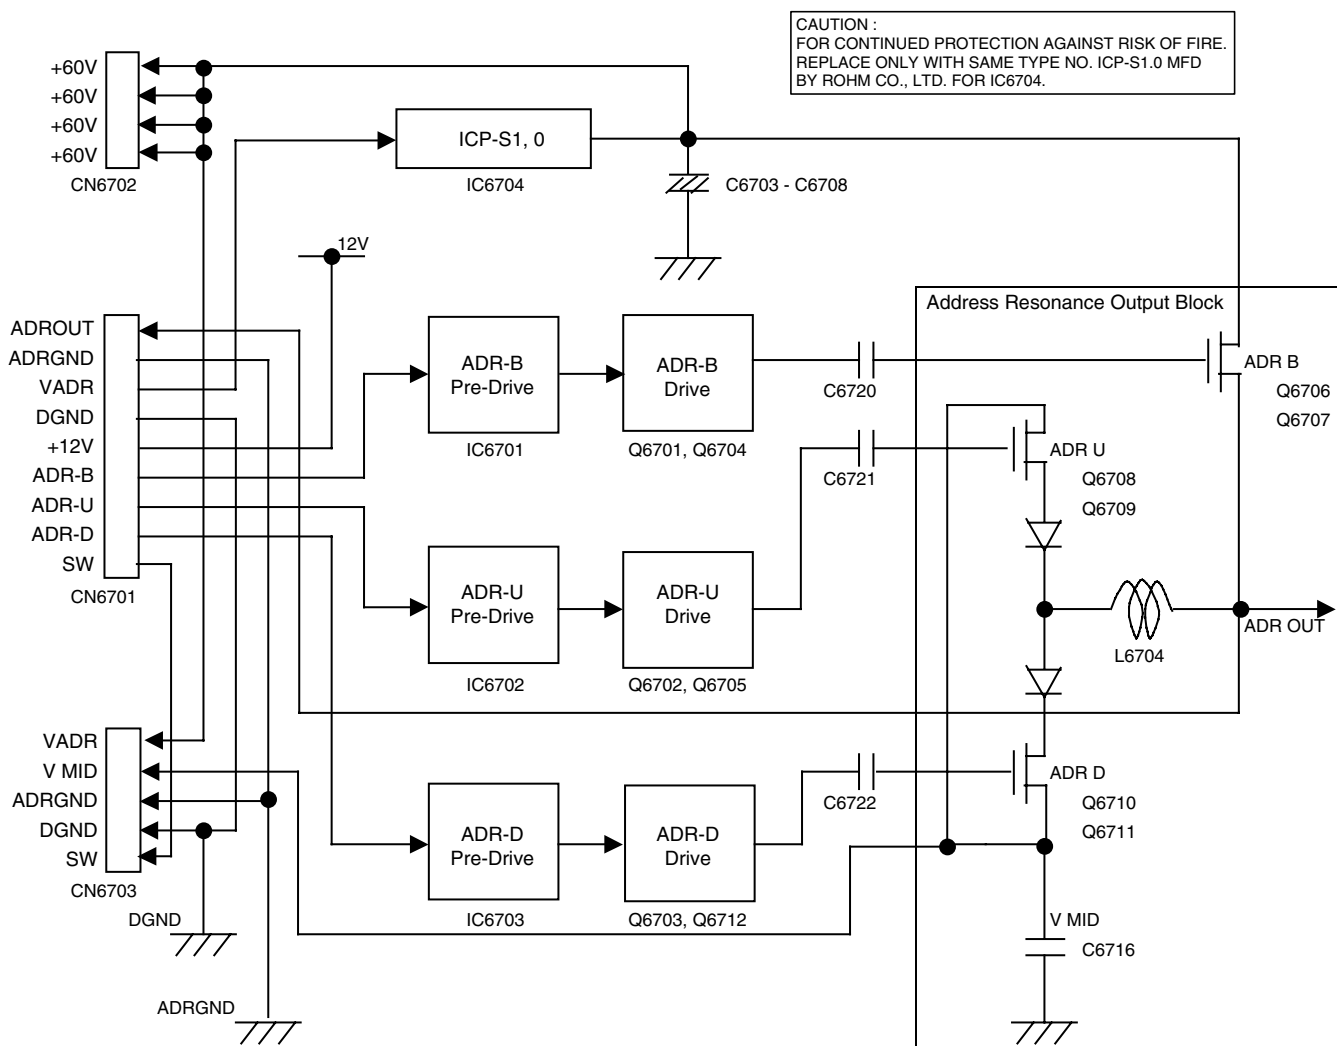 CAUTION :
FOR CONTINUED PROTECTION AGAINST RISK OF FIRE.
REPLACE ONLY WITH SAME TYPE NO. ICP-S1.0 MFD
BY ROHM CO., LTD. FOR IC6704.
+60V
+60V
+60V
+60V
CN6702
ICP-S1, 0
IC6704
C6703 - C6708
12V
Address Resonance Output Block
ADROUT
ADRGND
VADR
DGND
+12V
ADR-B
ADR-U
ADR-D
SW
CN6701
ADR-B
Pre-Drive
IC6701
ADR-B
Drive
Q6701, Q6704
C6720
ADR B
Q6706
Q6707
C6721
ADR U
Q6708
Q6709
ADR-U
Pre-Drive
IC6702
ADR-U
Drive
Q6702, Q6705
L6704
ADR OUT
VADR
V MID
ADRGND
DGND
SW
CN6703
ADR-D
Pre-Drive
IC6703
ADR-D
Drive
Q6703, Q6712
C6722
ADR D
Q6710
Q6711
DGND
V MID
C6716
ADRGND